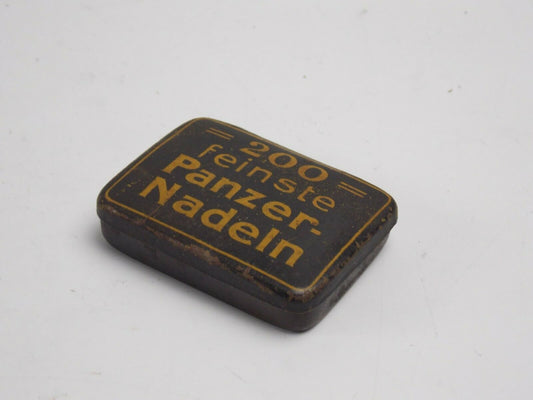 = 200 =
feinste
Panzer-
Nadeln